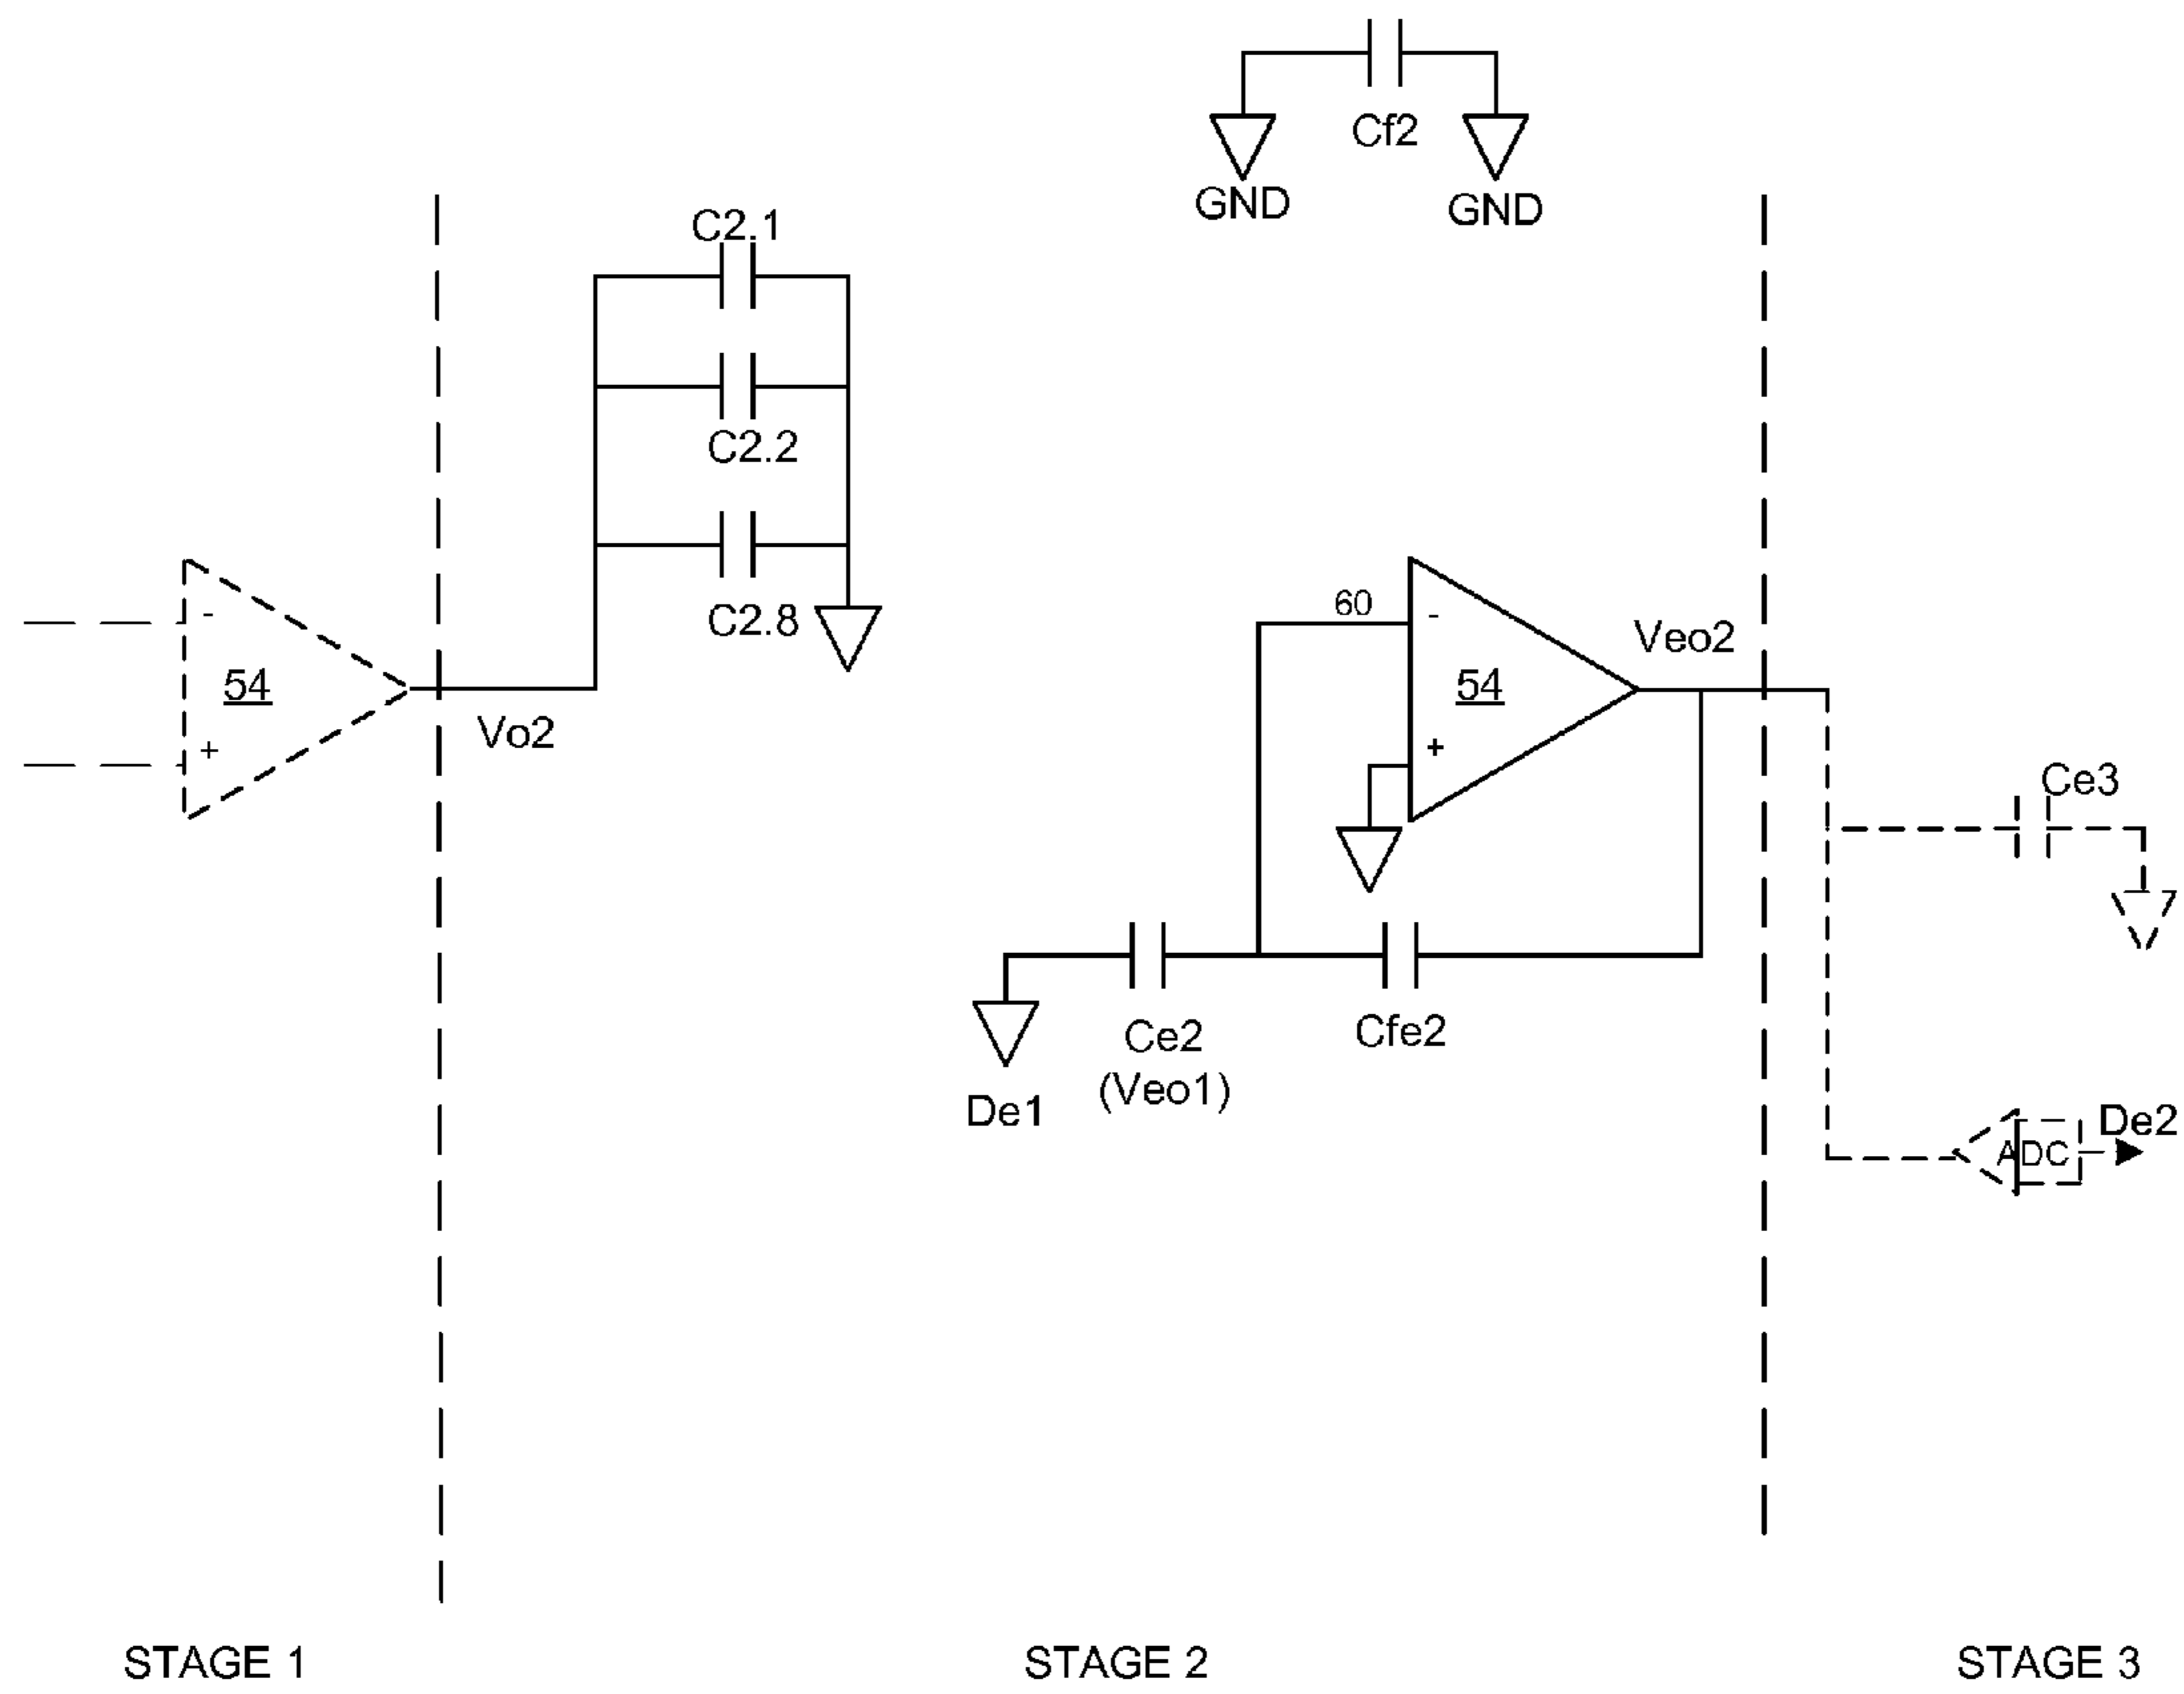 Cf2
GND
GND
C2.1
C2.2
C2.8
-
54
+
Vo2
60
-
54
+
Veo2
Ce3
Ce2
(Veo1)
Cfe2
De1
De2
ADC
STAGE 1
STAGE 2
STAGE 3